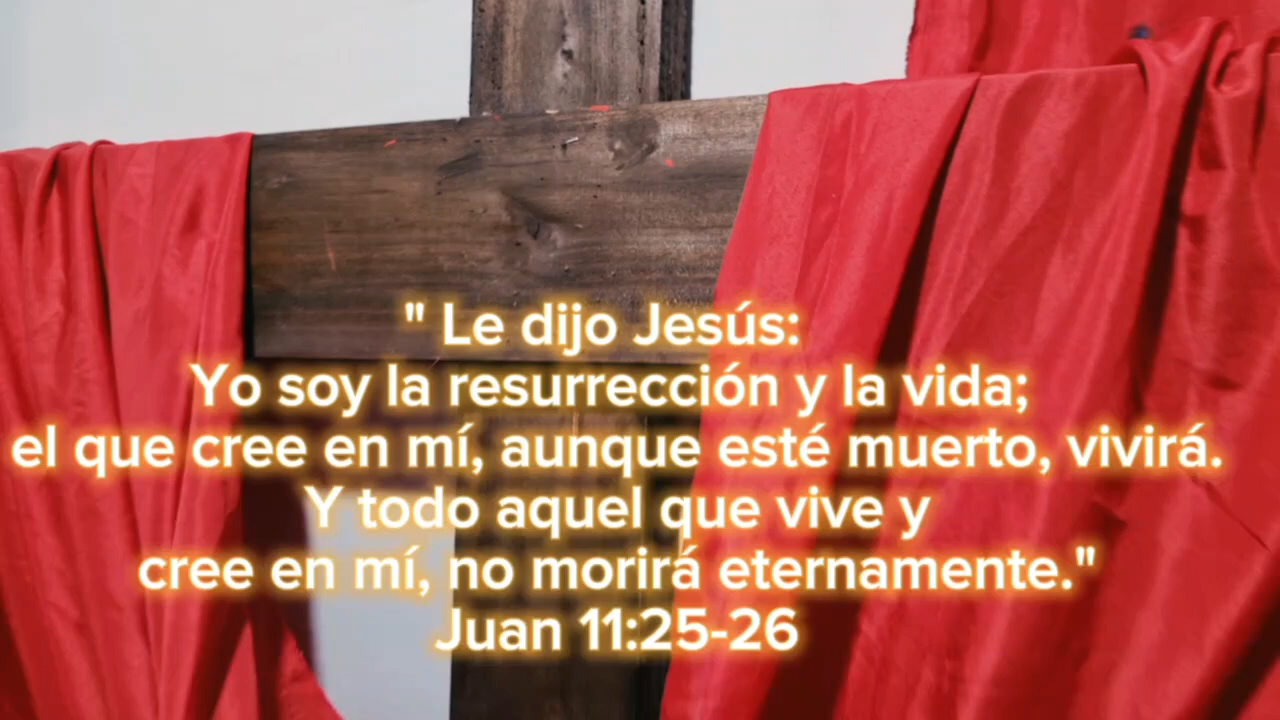 " Le dijo Jesús:
Yo soy la resurrección y la vida;
el que cree en mí, aunque esté muerto, vivirá.
Y todo aquel que vive y
cree en mí, no morirá eternamente."
Juan 11:25-26